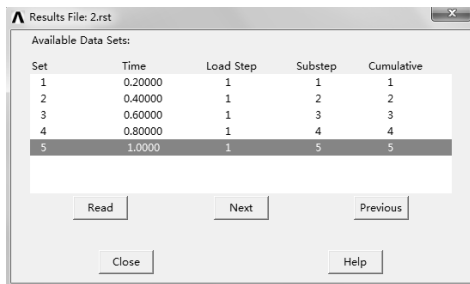 Results File: 2.rst
Available Data Sets:
Set Time Load Step Substep Cumulative
1 0.20000 1 1 1
2 0.40000 1 2 2
3 0.60000 1 3 3
4 0.80000 1 4 4
5 1.0000 1 5 5
Read Next Previous
Close Help